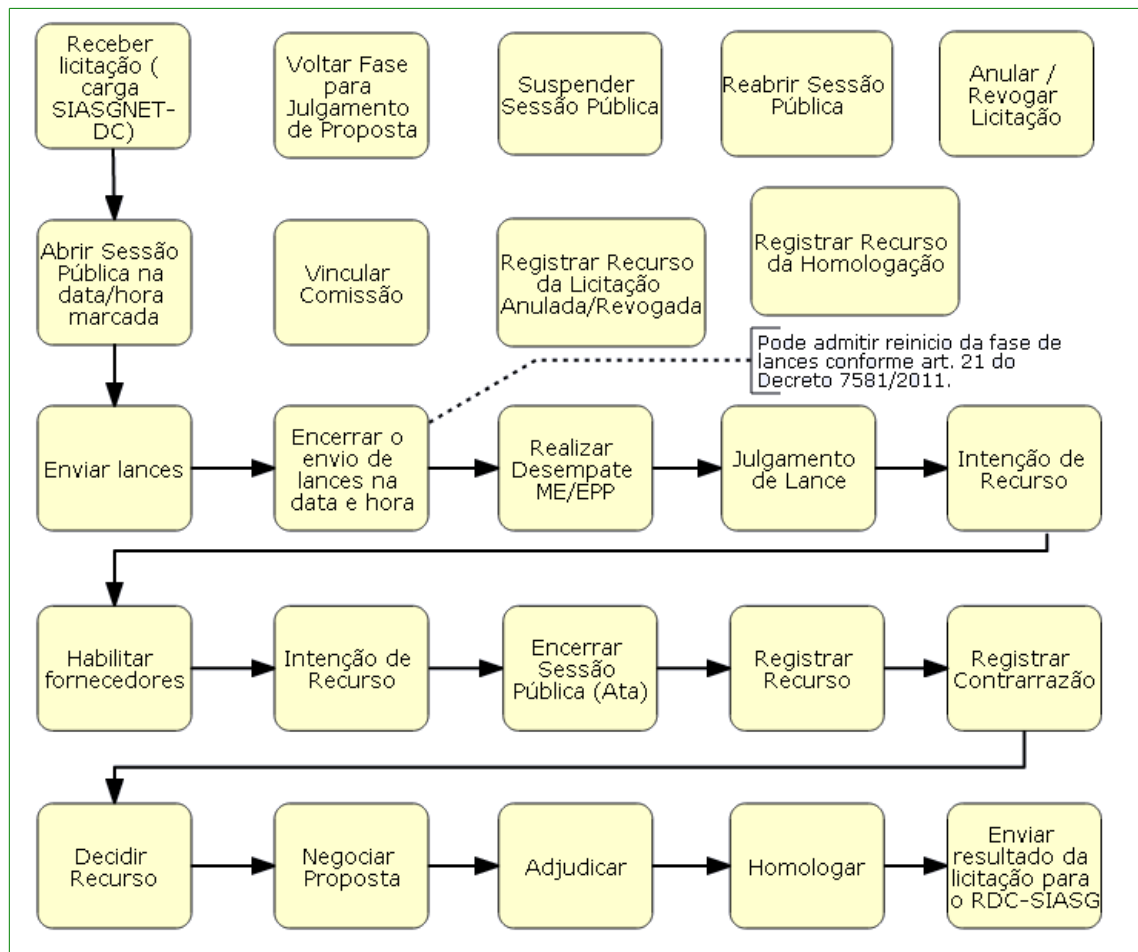 Receber
licitação (
carga
SIASGNET-
DC)
Voltar Fase
para
Julgamento
de Proposta
Suspender
Sessão Pública
Reabrir Sessão
Pública
Anular /
Revogar
Licitação
Abrir Sessão
Pública na
data/hora
marcada
Vincular
Comissão
Registrar Recurso
da Licitação
Anulada/Revogada
Registrar Recurso
da Homologação
Pode admitir reinicio da fase de
lances conforme art. 21 do
Decreto 7581/2011.
Enviar lances
Encerrar o
envio de
lances na
data e hora
Realizar
Desempate
ME/EPP
Julgamento
de Lance
Intenção de
Recurso
Habilitar
fornecedores
Intenção de
Recurso
Encerrar
Sessão
Pública (Ata)
Registrar
Recurso
Registrar
Contrarrazão
Decidir
Recurso
Negociar
Proposta
Adjudicar
Homologar
Enviar
resultado da
licitação para
o RDC-SIASG